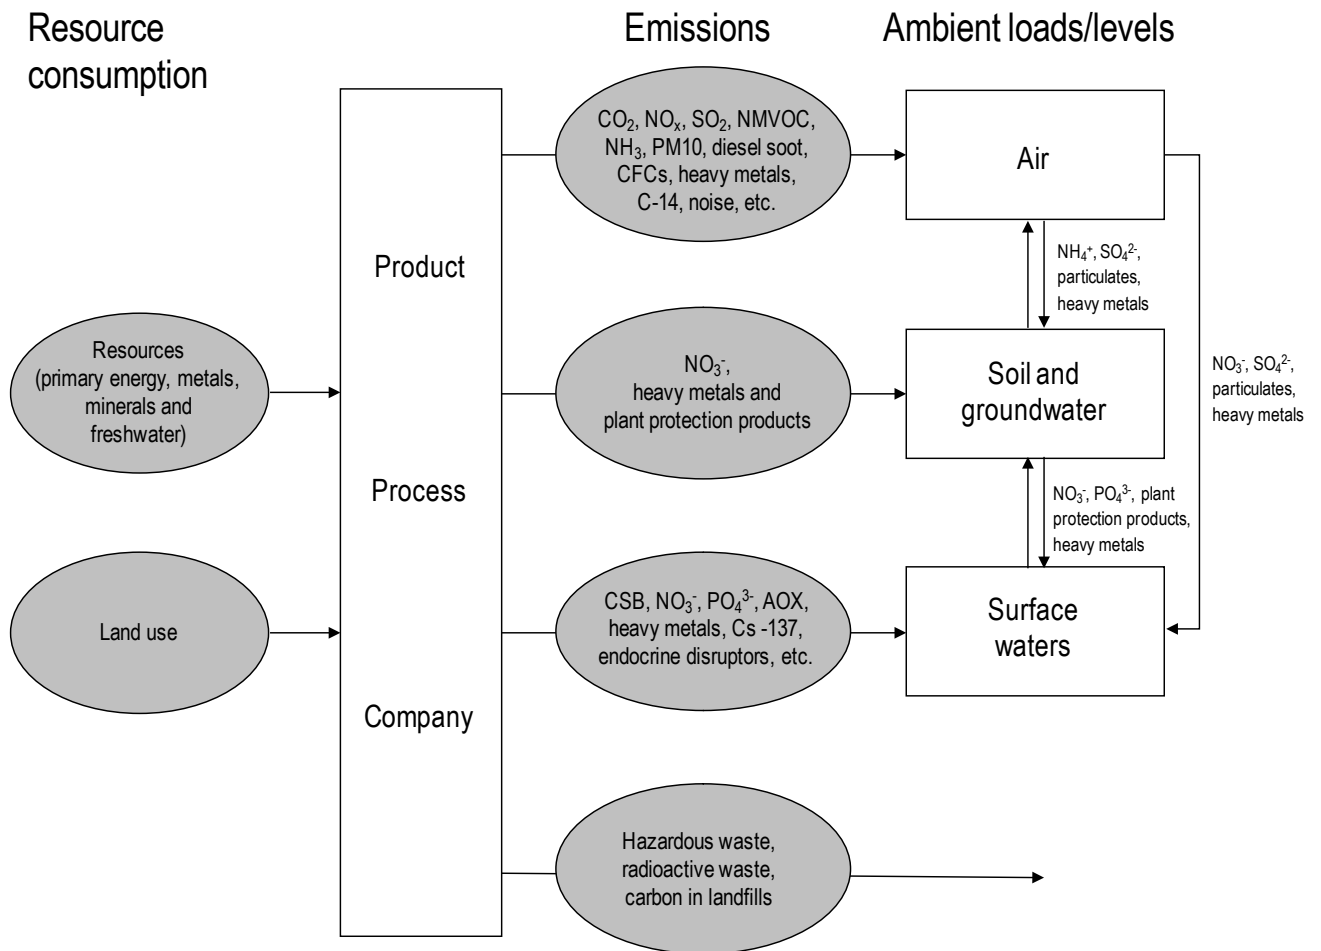 Resource
consumption
Emissions
Ambient loads/levels
CO₂, NOₓ, SO₂, NMVOC,
NH₃, PM10, diesel soot,
CFCs, heavy metals,
C-14, noise, etc.
Air
Product
NH₄⁺, SO₄²⁻,
particulates,
heavy metals
Resources
(primary energy, metals,
minerals and
freshwater)
NO₃⁻,
heavy metals and
plant protection products
Soil and
groundwater
NO₃⁻, SO₄²⁻,
particulates,
heavy metals
Process
NO₃⁻, PO₄³⁻, plant
protection products,
heavy metals
Land use
CSB, NO₃⁻, PO₄³⁻, AOX,
heavy metals, Cs -137,
endocrine disruptors, etc.
Surface
waters
Company
Hazardous waste,
radioactive waste,
carbon in landfills